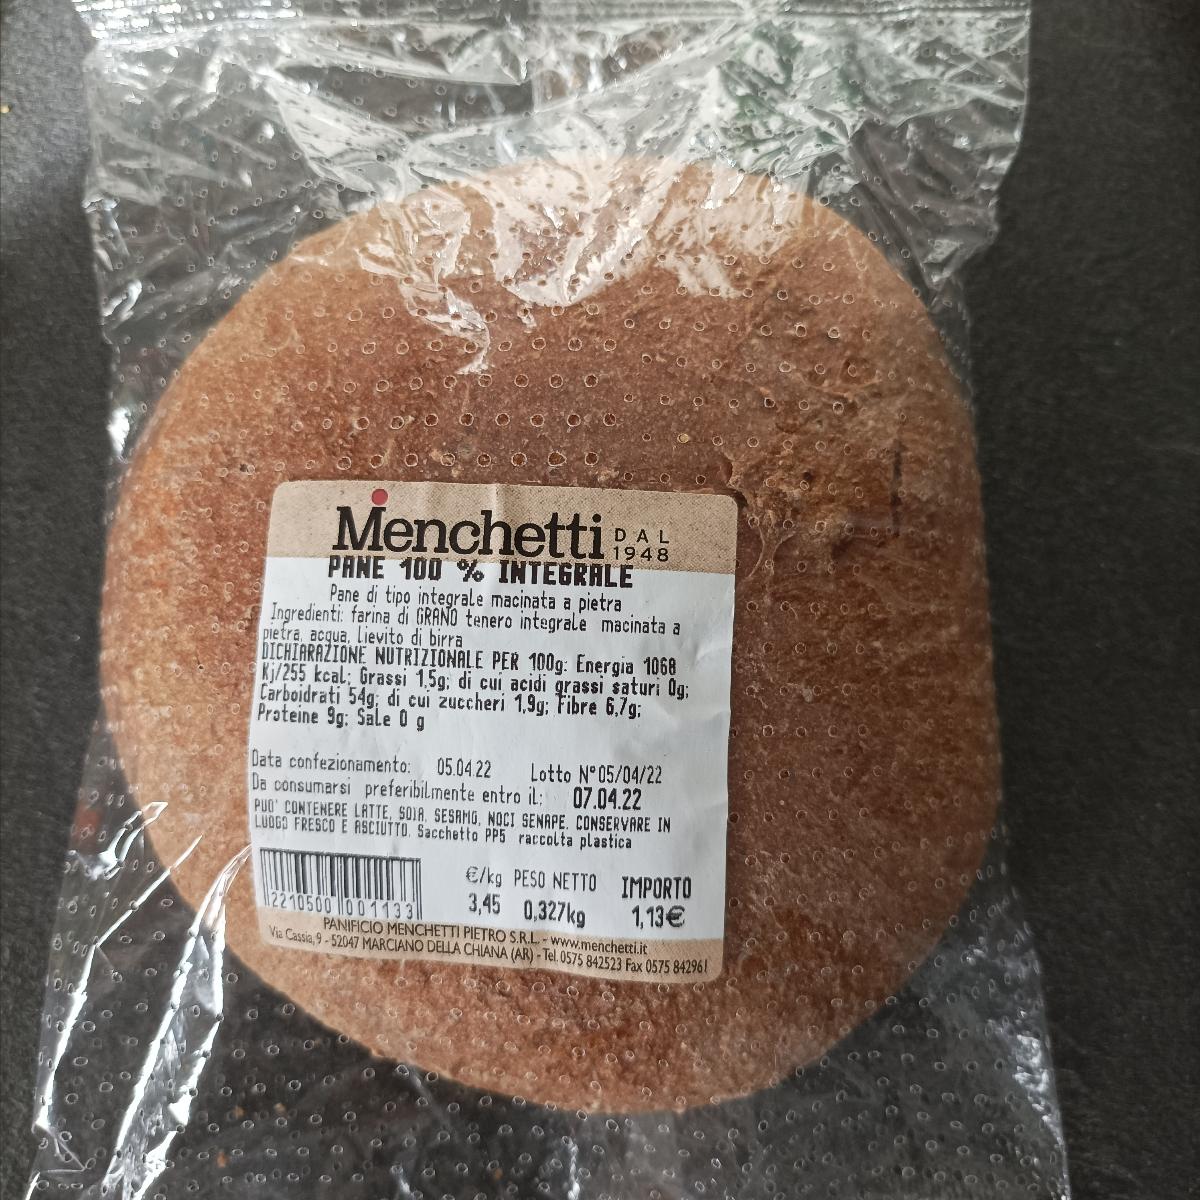 Menchetti DAL 1948
PANE 100 % INTEGRALE
Pane di tipo integrale macinata a pietra
Ingredienti: farina di GRANO tenero integrale macinata a
pietra, acqua, Lievito di birra
DICHIARAZIONE NUTRIZIONALE PER 100g: Energia 1068
Kj/255 kcal; Grassi 1,5g; di cui acidi grassi saturi 0g;
Carboidrati 54g; di cui zuccheri 1,9g; Fibre 6,7g;
Proteine 9g; Sale 0 g
Data confezionamento: 05.04.22 Lotto N° 05/04/22
Da consumarsi preferibilmente entro il: 07.04.22
PUO' CONTENERE LATTE, SOIA, SESAMO, NOCI SENAPE. CONSERVARE IN
LUOGO FRESCO E ASCIUTTO. Sacchetto PP5 raccolta plastica
€/kg PESO NETTO IMPORTO
3,45 0,327kg 1,13€
2210500 001133
PANIFICIO MENCHETTI PIETRO S.R.L. - www.menchetti.it
Via Cassia, 9 - 52047 MARCIANO DELLA CHIANA (AR) - Tel. 0575 842523 Fax 0575 842961